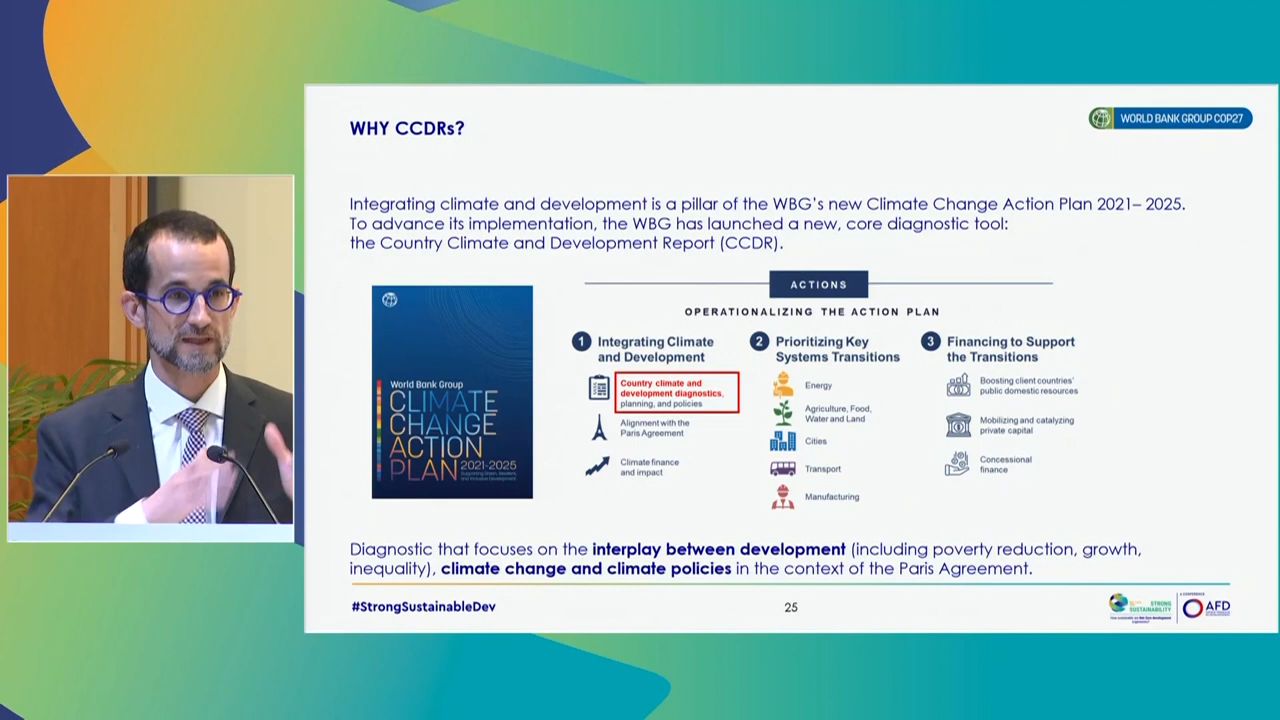 WHY CCDRs?
WORLD BANK GROUP COP27
Integrating climate and development is a pillar of the WBG's new Climate Change Action Plan 2021– 2025.
To advance its implementation, the WBG has launched a new, core diagnostic tool:
the Country Climate and Development Report (CCDR).
World Bank Group
CLIMATE
CHANGE
ACTION
PLAN 2021-2025
ACTIONS
OPERATIONALIZING THE ACTION PLAN
1 Integrating Climate
and Development
Country climate and
development diagnostics,
planning, and policies
Alignment with the
Paris Agreement
Climate finance
and impact
2 Prioritizing Key
Systems Transitions
Energy
Agriculture, Food,
Water and Land
Cities
Transport
Manufacturing
3 Financing to Support
the Transitions
Boosting client countries'
public domestic resources
Mobilizing and catalyzing
private capital
Concessional
finance
Diagnostic that focuses on the interplay between development (including poverty reduction, growth,
inequality), climate change and climate policies in the context of the Paris Agreement.
#StrongSustainableDev
25
STRONG
SUSTAINABILITY
A CONFERENCE
AFD